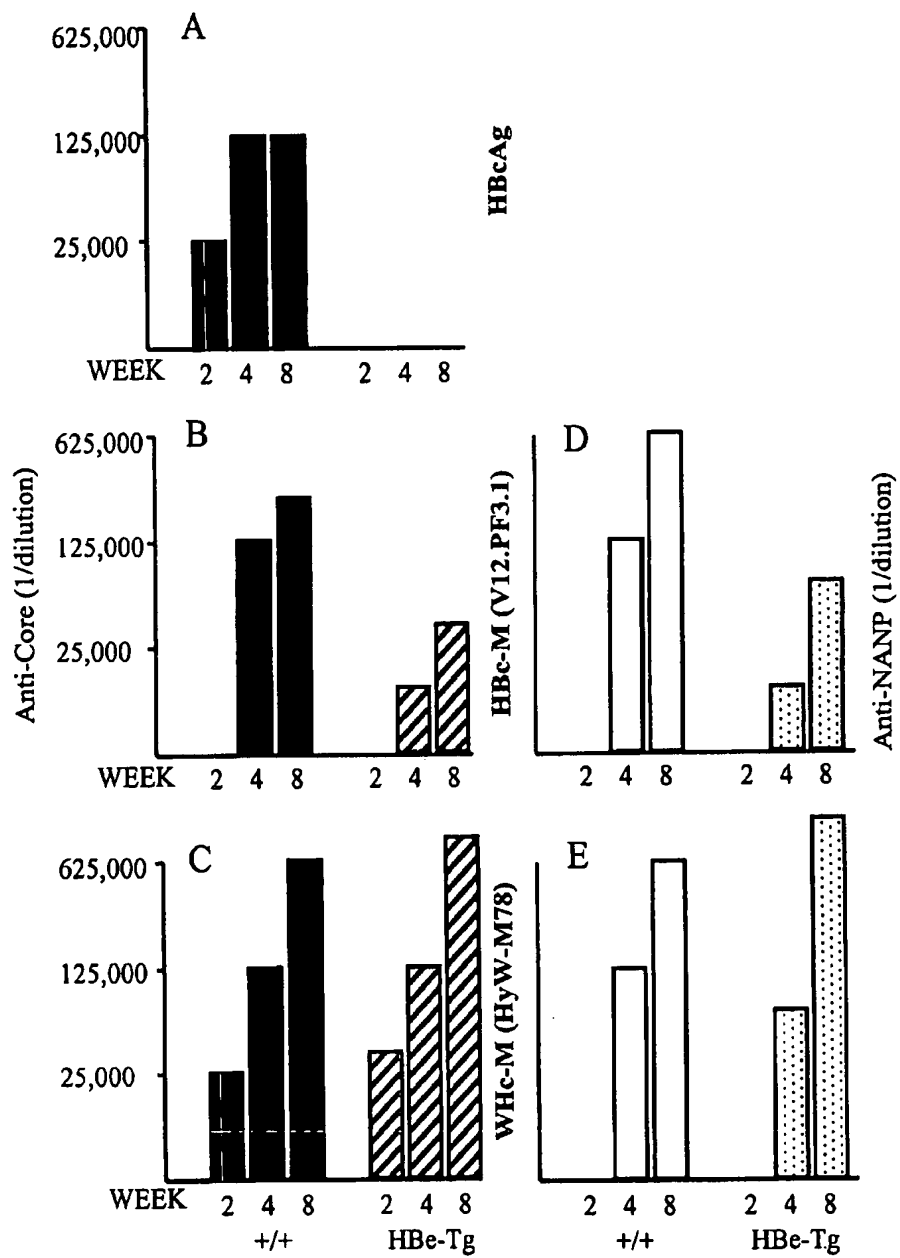 A
625,000
125,000
25,000
HBcAg
WEEK 2 4 8 2 4 8
Anti-Core (1/dilution)
B
625,000
125,000
25,000
WEEK 2 4 8 2 4 8
HBc-M (V12.PF3.1)
D
2 4 8 2 4 8
Anti-NANP (1/dilution)
C
625,000
125,000
25,000
WEEK 2 4 8 2 4 8
+/+ HBe-Tg
WHc-M (HyW-M78)
E
2 4 8 2 4 8
+/+ HBe-Tg